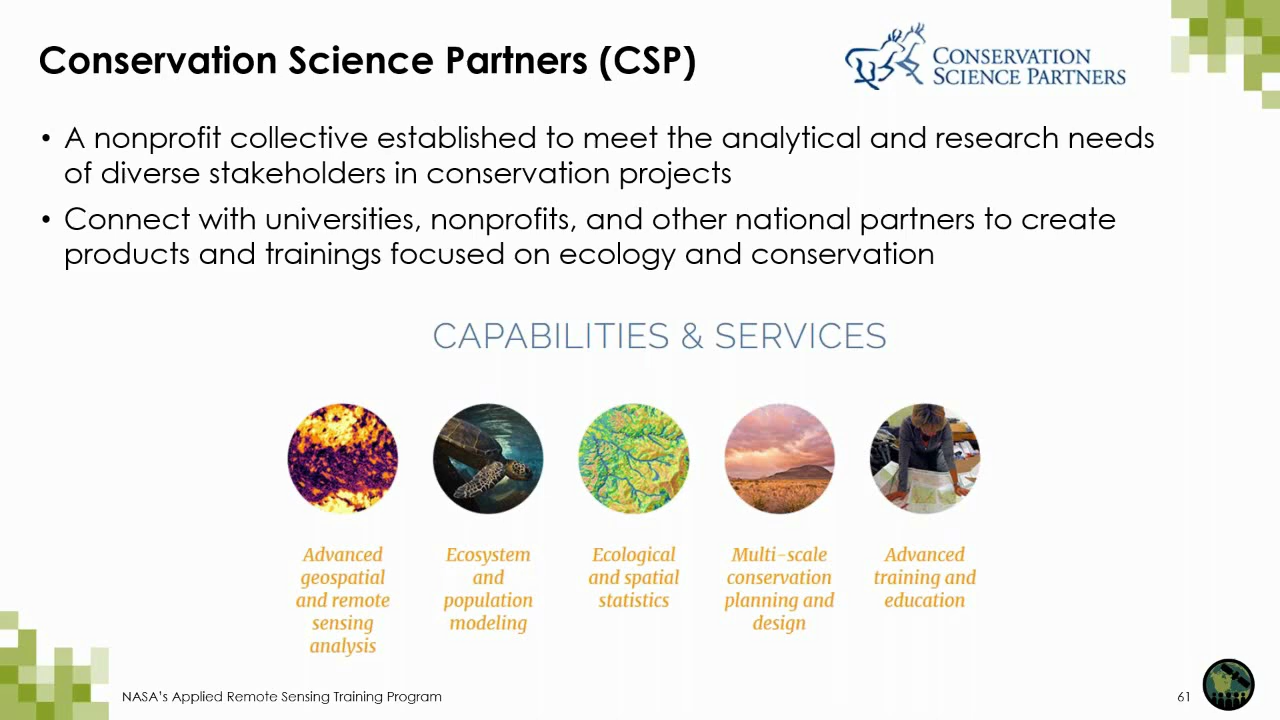 Conservation Science Partners (CSP)
CONSERVATION
SCIENCE PARTNERS
• A nonprofit collective established to meet the analytical and research needs
of diverse stakeholders in conservation projects
• Connect with universities, nonprofits, and other national partners to create
products and trainings focused on ecology and conservation
CAPABILITIES & SERVICES
Advanced
geospatial
and remote
sensing
analysis
Ecosystem
and
population
modeling
Ecological
and spatial
statistics
Multi-scale
conservation
planning and
design
Advanced
training and
education
NASA's Applied Remote Sensing Training Program
61